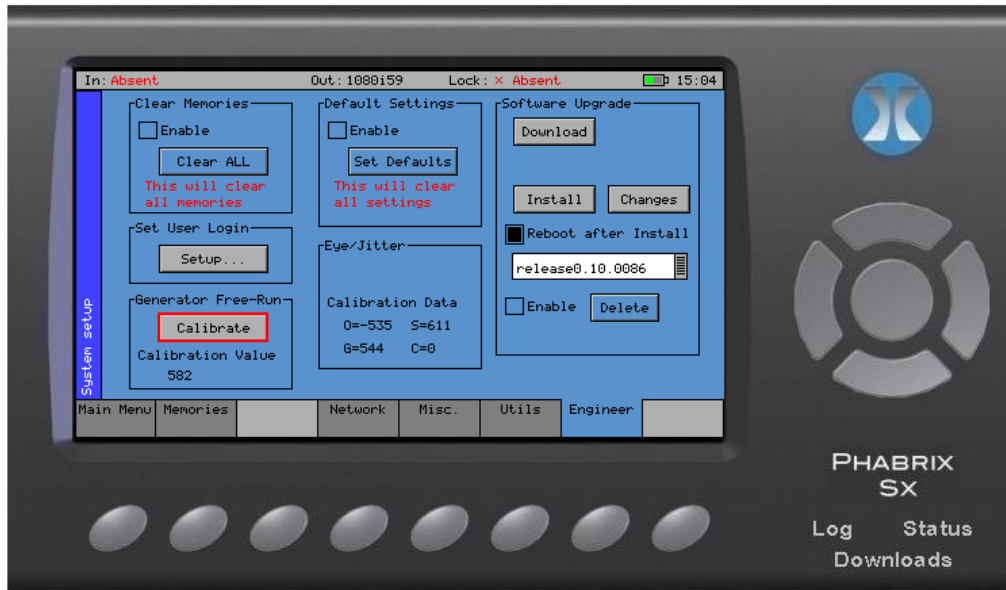 In: Absent Out: 1080i59 Lock: × Absent 15:04
System setup
Clear Memories
Enable
Clear ALL
This will clear
all memories
Set User Login
Setup...
Generator Free-Run
Calibrate
Calibration Value
582
Default Settings
Enable
Set Defaults
This will clear
all settings
Eye/Jitter
Calibration Data
O=-535 S=611
G=544 C=0
Software Upgrade
Download
Install Changes
Reboot after Install
release0.10.0086
Enable Delete
Main Menu Memories Network Misc. Utils Engineer
PHABRIX
SX
Log Status
Downloads